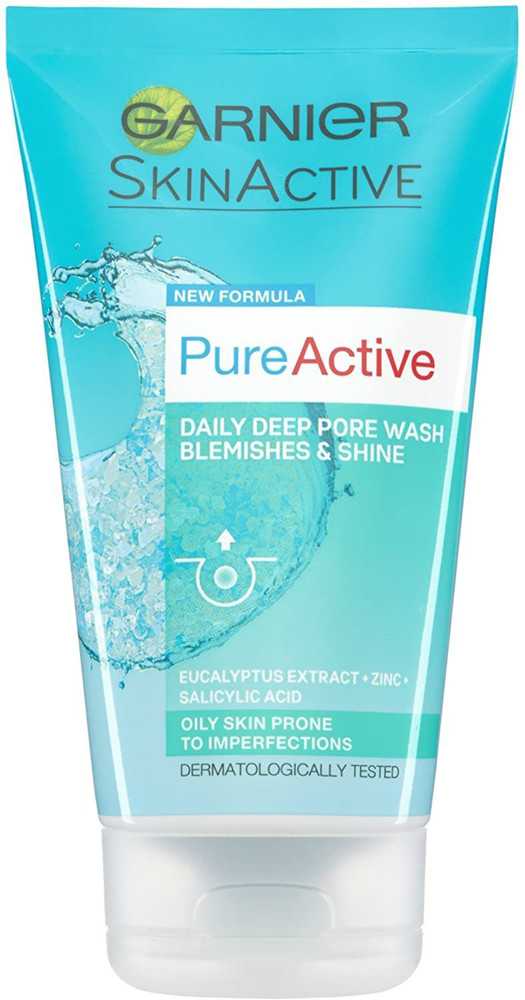 GARNIER
SKINACTIVE
NEW FORMULA
PureActive
DAILY DEEP PORE WASH
BLEMISHES & SHINE
EUCALYPTUS EXTRACT + ZINC +
SALICYLIC ACID
OILY SKIN PRONE
TO IMPERFECTIONS
DERMATOLOGICALLY TESTED